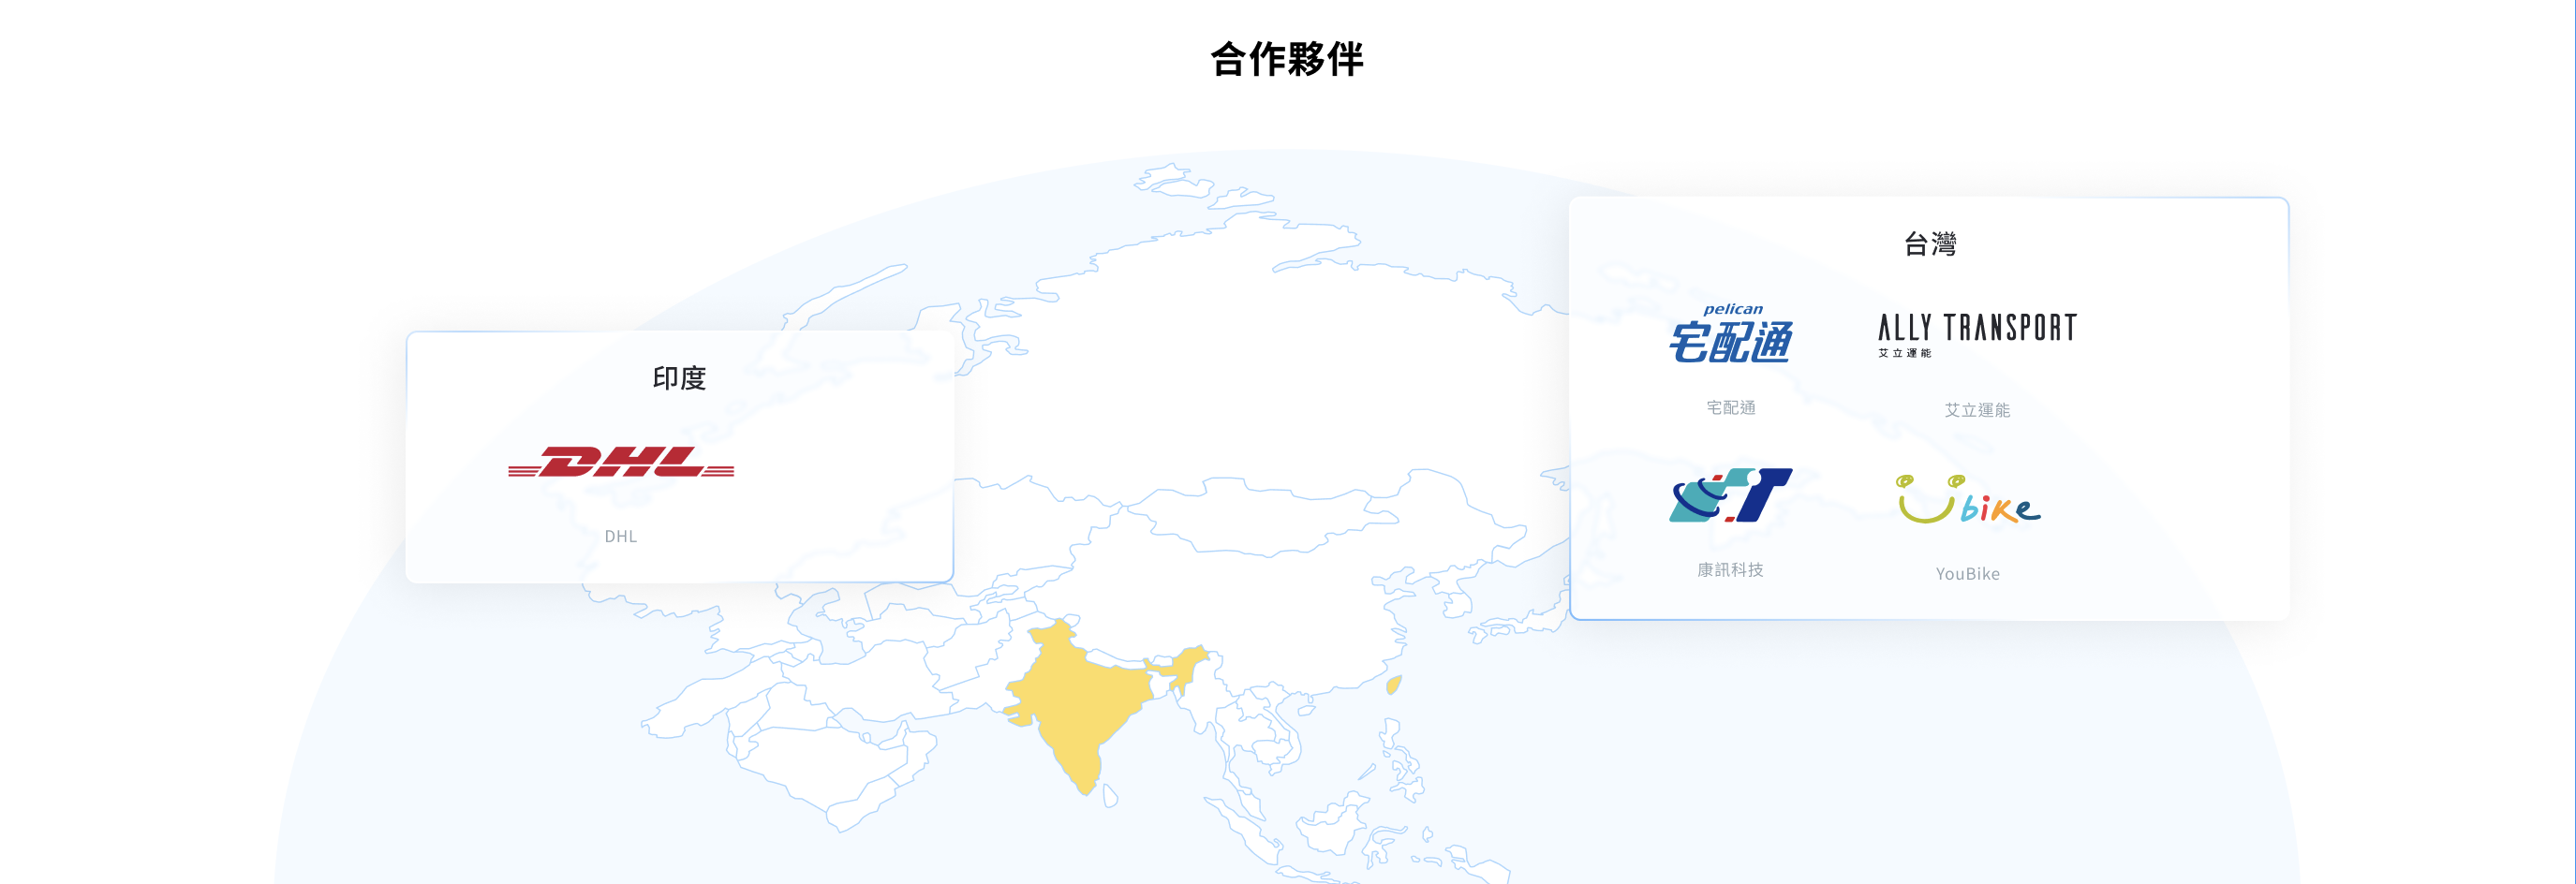 合作夥伴
印度
DHL
DHL
台灣
pelican
宅配通
宅配通
ALLY TRANSPORT
艾立運能
艾立運能
康訊科技
Ubike
YouBike